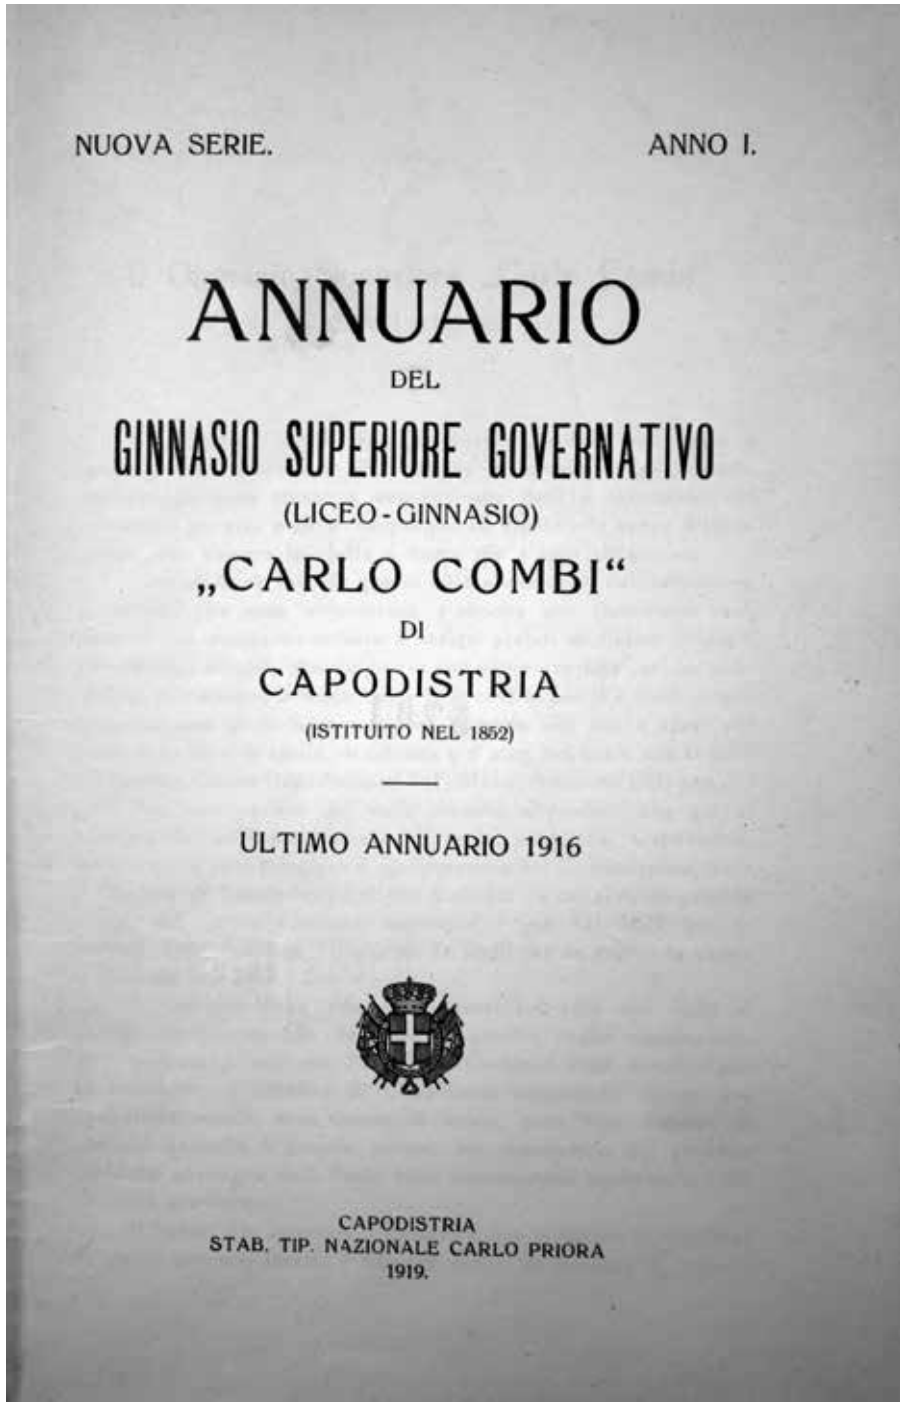 NUOVA SERIE. ANNO I.
ANNUARIO
DEL
GINNASIO SUPERIORE GOVERNATIVO
(LICEO-GINNASIO)
„CARLO COMBI“
DI
CAPODISTRIA
(ISTITUITO NEL 1852)
ULTIMO ANNUARIO 1916
CAPODISTRIA
STAB. TIP. NAZIONALE CARLO PRIORA
1919.